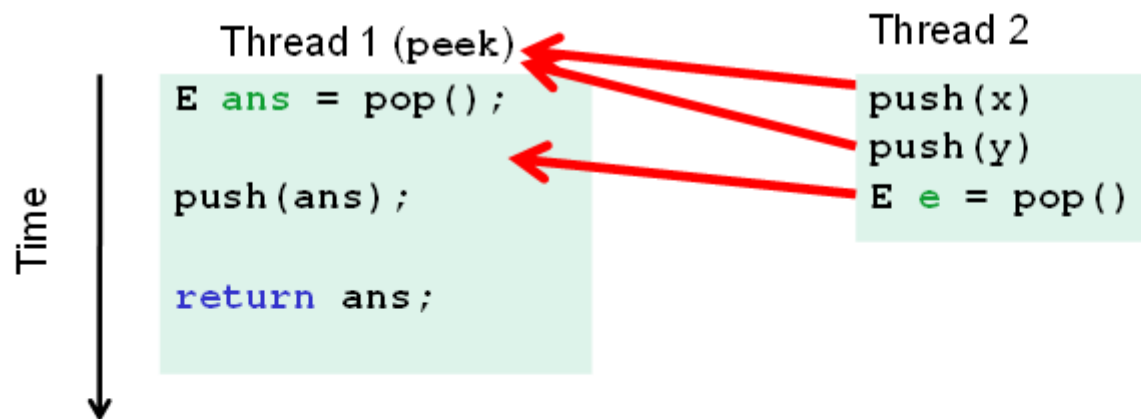 Thread 1 (peek)
E ans = pop();
push(ans);
return ans;
Thread 2
push(x)
push(y)
E e = pop()
Time